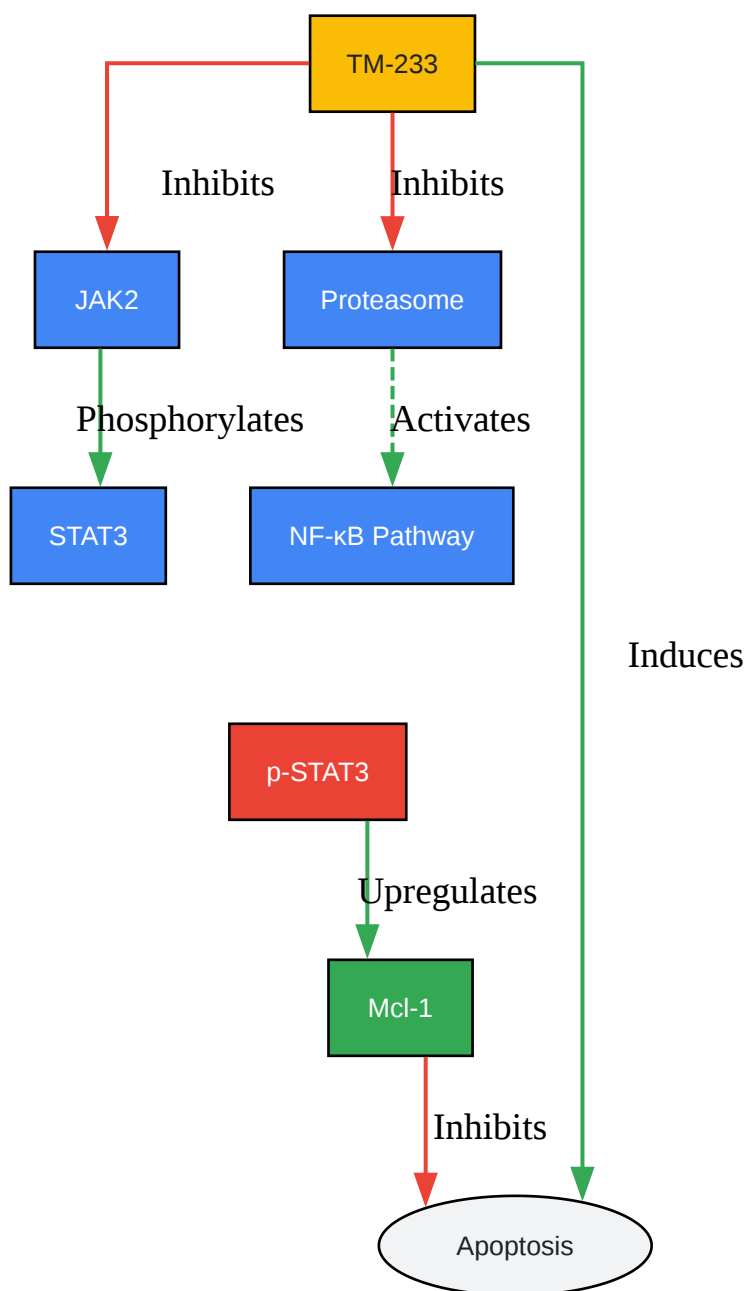 TM-233
Inhibits Inhibits
JAK2 Proteasome
Phosphorylates Activates
STAT3 NF-κB Pathway
Induces
p-STAT3
Upregulates
Mcl-1
Inhibits
Apoptosis